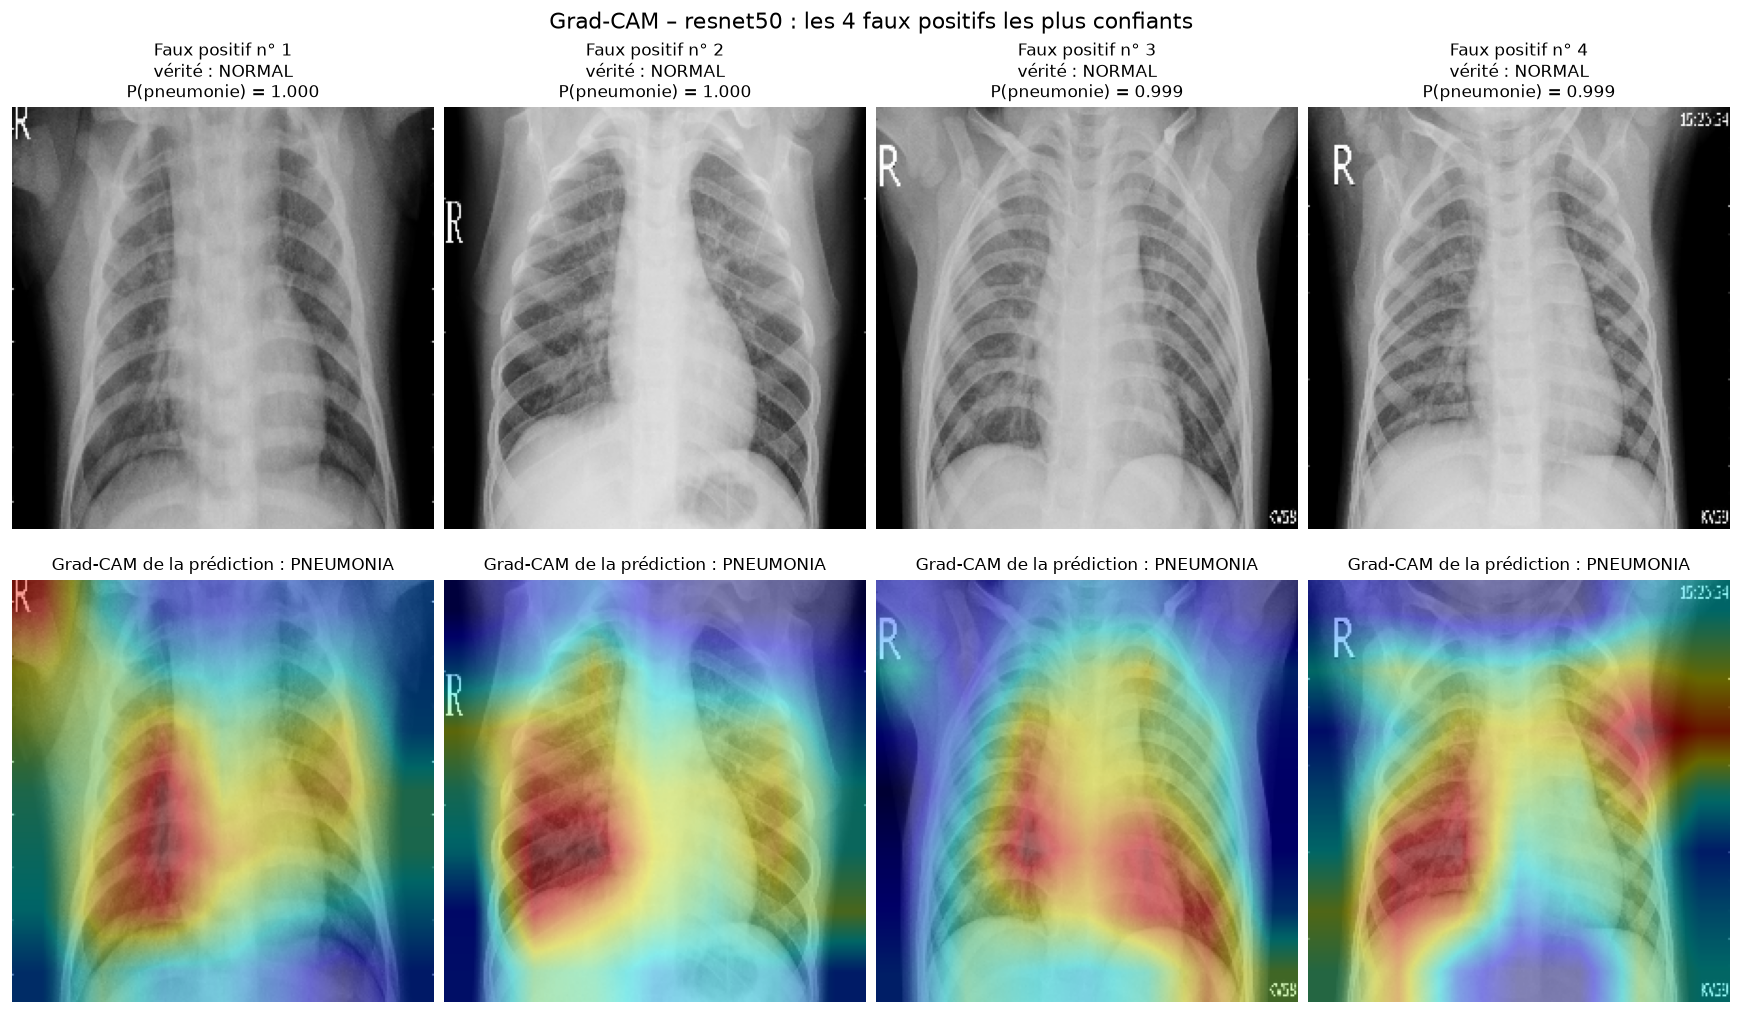 Grad-CAM – resnet50 : les 4 faux positifs les plus confiants
Faux positif n° 1
vérité : NORMAL
P(pneumonie) = 1.000
Faux positif n° 2
vérité : NORMAL
P(pneumonie) = 1.000
Faux positif n° 3
vérité : NORMAL
P(pneumonie) = 0.999
Faux positif n° 4
vérité : NORMAL
P(pneumonie) = 0.999
R
R
R
R
Grad-CAM de la prédiction : PNEUMONIA
Grad-CAM de la prédiction : PNEUMONIA
Grad-CAM de la prédiction : PNEUMONIA
Grad-CAM de la prédiction : PNEUMONIA
R
R
R
R